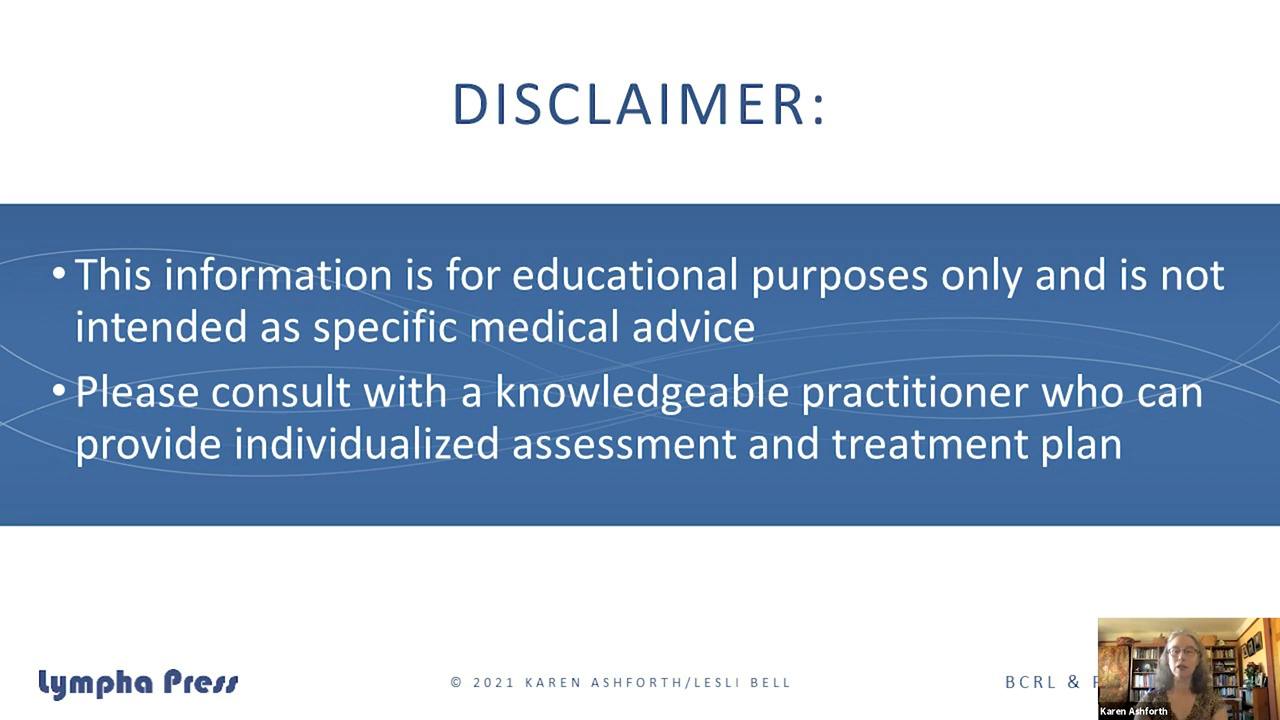 DISCLAIMER:
• This information is for educational purposes only and is not
intended as specific medical advice
• Please consult with a knowledgeable practitioner who can
provide individualized assessment and treatment plan
Lympha Press
© 2021 KAREN ASHFORTH/LESLI BELL
BCRL &
Karen Ashforth